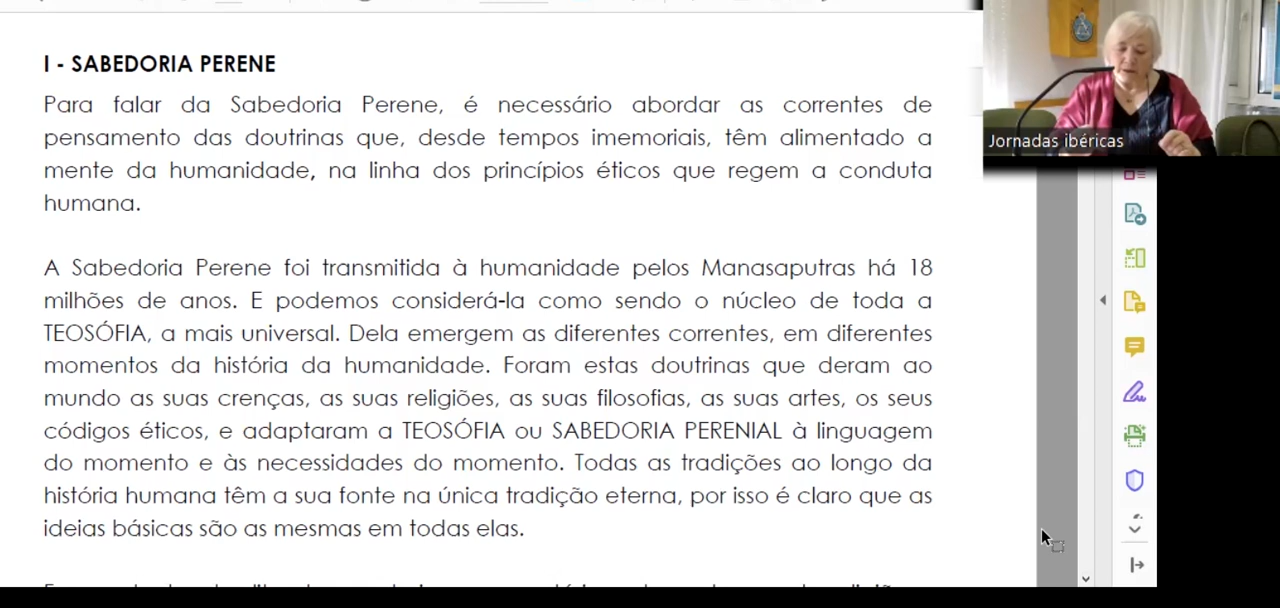 I - SABEDORIA PERENE
Para falar da Sabedoria Perene, é necessário abordar as correntes de
pensamento das doutrinas que, desde tempos imemoriais, têm alimentado a
mente da humanidade, na linha dos princípios éticos que regem a conduta
humana.
A Sabedoria Perene foi transmitida à humanidade pelos Manasaputras há 18
milhões de anos. E podemos considerá-la como sendo o núcleo de toda a
TEOSÓFIA, a mais universal. Dela emergem as diferentes correntes, em diferentes
momentos da história da humanidade. Foram estas doutrinas que deram ao
mundo as suas crenças, as suas religiões, as suas filosofias, as suas artes, os seus
códigos éticos, e adaptaram a TEOSÓFIA ou SABEDORIA PERENIAL à linguagem
do momento e às necessidades do momento. Todas as tradições ao longo da
história humana têm a sua fonte na única tradição eterna, por isso é claro que as
ideias básicas são as mesmas em todas elas.
Jornadas ibéricas